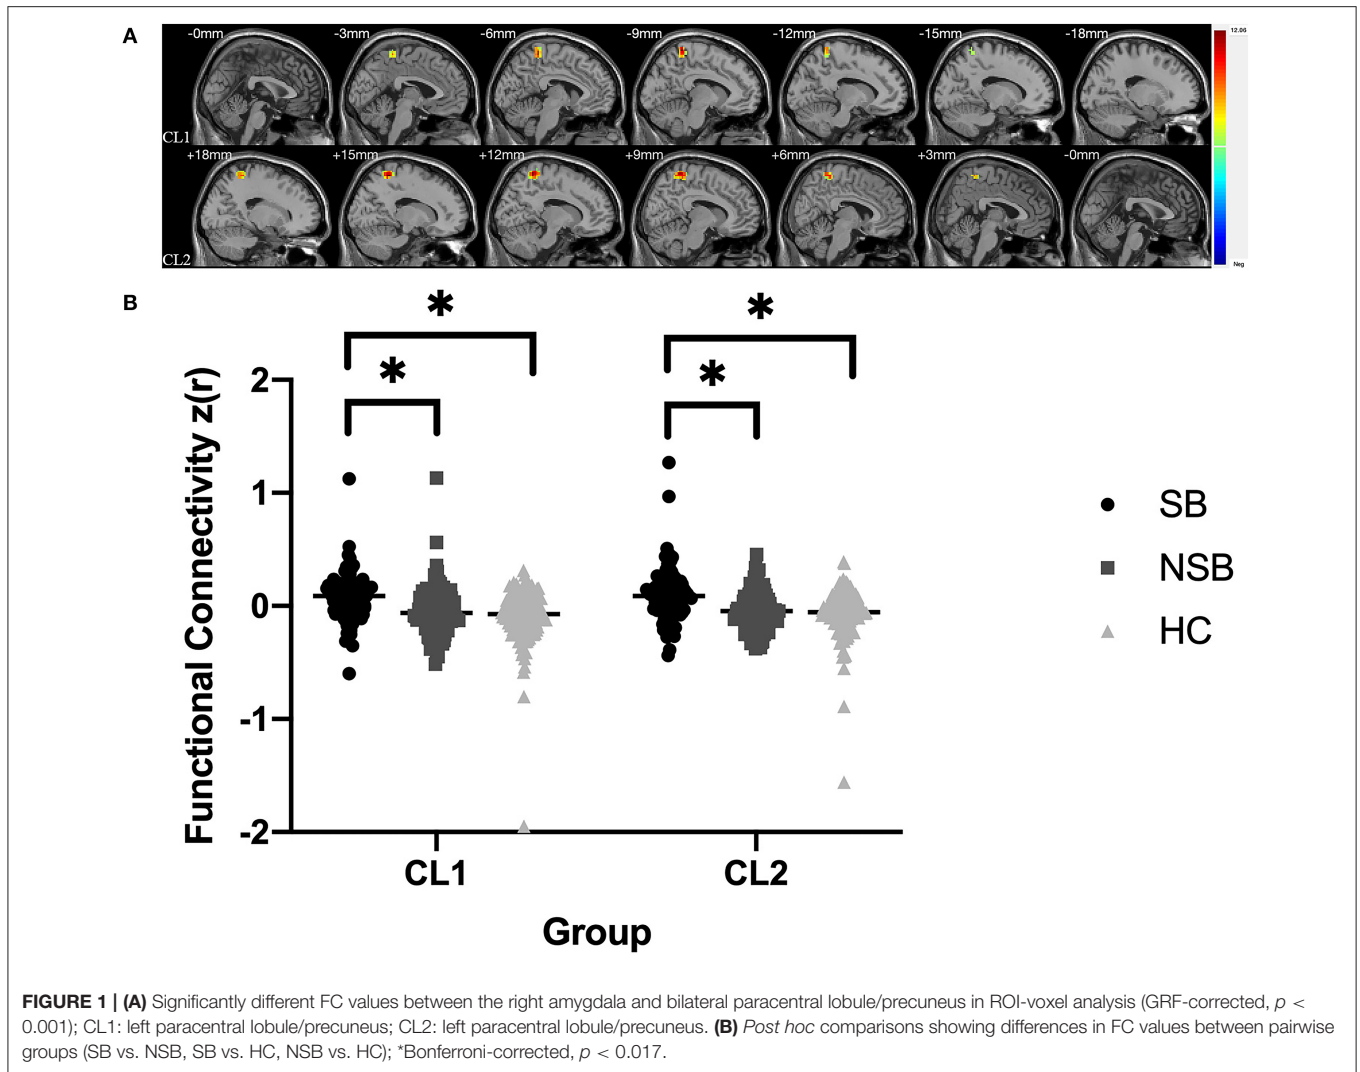 A
-0mm -3mm -6mm -9mm -12mm -15mm -18mm
12.06
CL1
+18mm +15mm +12mm +9mm +6mm +3mm -0mm
CL2
Neg
B
* *
* *
Functional Connectivity z(r)
2
1
0
-1
-2
SB
NSB
HC
CL1 CL2
Group
FIGURE 1 | (A) Significantly different FC values between the right amygdala and bilateral paracentral lobule/precuneus in ROI-voxel analysis (GRF-corrected, p <
0.001); CL1: left paracentral lobule/precuneus; CL2: left paracentral lobule/precuneus. (B) Post hoc comparisons showing differences in FC values between pairwise
groups (SB vs. NSB, SB vs. HC, NSB vs. HC); *Bonferroni-corrected, p < 0.017.